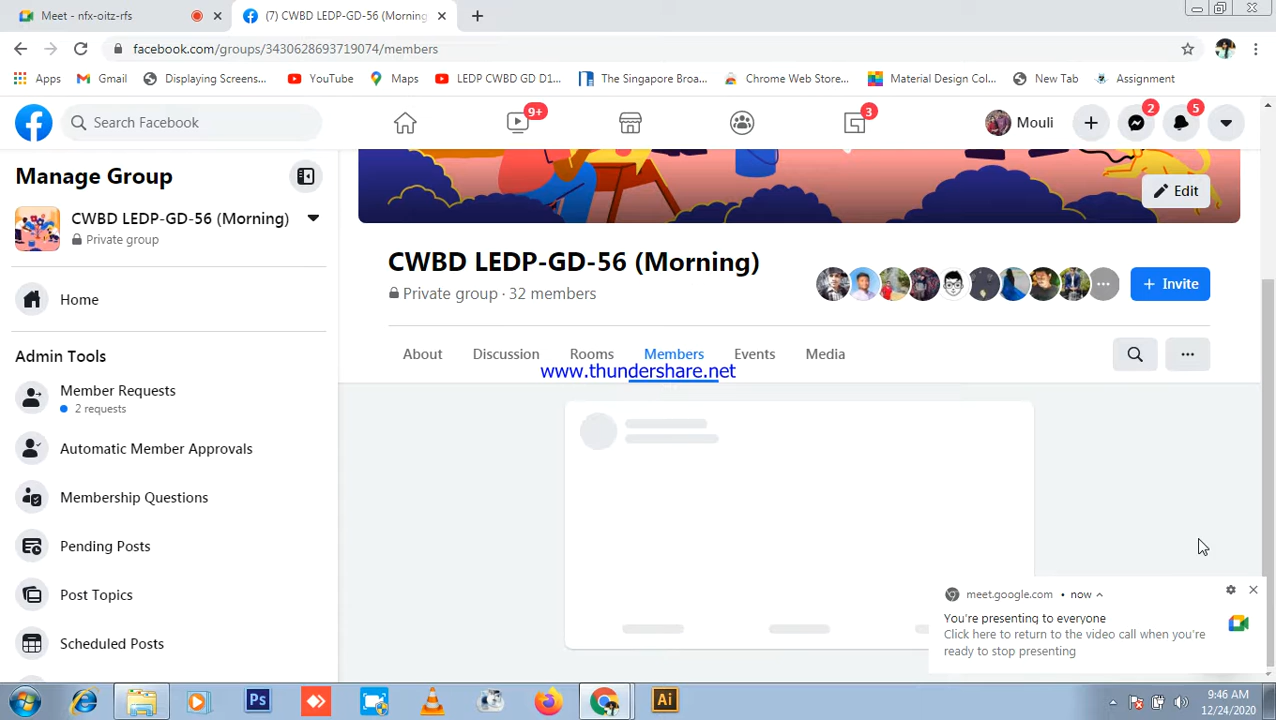 Meet - nfx-oitz-rfs
(7) CWBD LEDP-GD-56 (Morning
facebook.com/groups/3430628693719074/members
Apps
Gmail
Displaying Screens...
YouTube
Maps
LEDP CWBD GD D1...
The Singapore Broa...
Chrome Web Store...
Material Design Col...
New Tab
Assignment
Search Facebook
9+
3
Mouli
2
5
Manage Group
CWBD LEDP-GD-56 (Morning)
Private group
Home
Admin Tools
Member Requests
2 requests
Automatic Member Approvals
Membership Questions
Pending Posts
Post Topics
Scheduled Posts
Edit
CWBD LEDP-GD-56 (Morning)
Private group · 32 members
+ Invite
About
Discussion
Rooms
Members
Events
Media
www.thundershare.net
meet.google.com • now
You're presenting to everyone
Click here to return to the video call when you're
ready to stop presenting
Ps
Ai
9:46 AM
12/24/2020